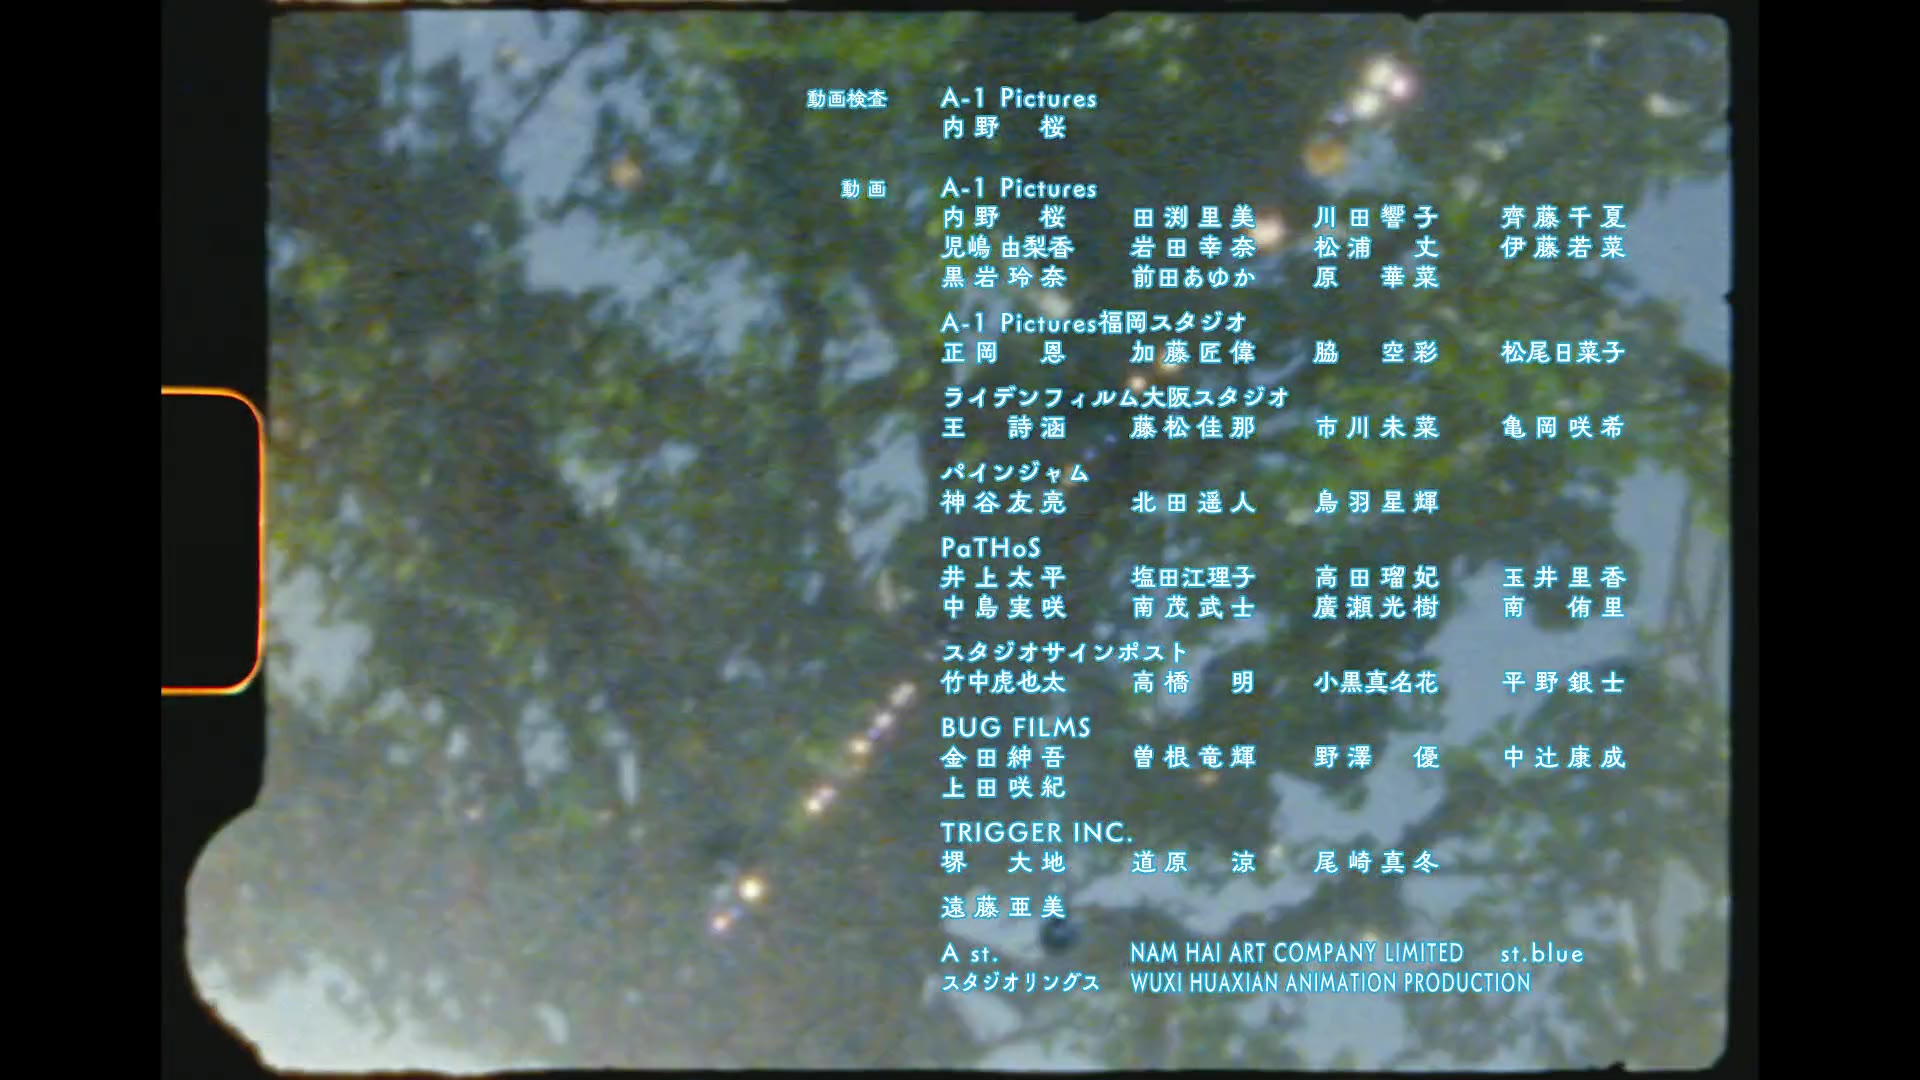 動画検査 A-1 Pictures
内野 桜
動画 A-1 Pictures
内野 桜 田渕里美 川田響子 齊藤千夏
児嶋由梨香 岩田幸奈 松浦 丈 伊藤若菜
黒岩玲奈 前田あゆか 原 華菜
A-1 Pictures福岡スタジオ
正岡 恩 加藤匠偉 脇 空彩 松尾日菜子
ライデンフィルム大阪スタジオ
王 詩涵 藤松佳那 市川未菜 亀岡咲希
パインジャム
神谷友亮 北田遥人 鳥羽星輝
PaTHoS
井上太平 塩田江理子 高田瑠妃 玉井里香
中島実咲 南茂武士 廣瀬光樹 南 侑里
スタジオサインポスト
竹中虎也太 高橋 明 小黒真名花 平野銀士
BUG FILMS
金田紳吾 曽根竜輝 野澤 優 中辻康成
上田咲紀
TRIGGER INC.
堺 大地 道原 涼 尾崎真冬
遠藤亜美
A st. NAM HAI ART COMPANY LIMITED st.blue
スタジオリングス WUXI HUAXIAN ANIMATION PRODUCTION